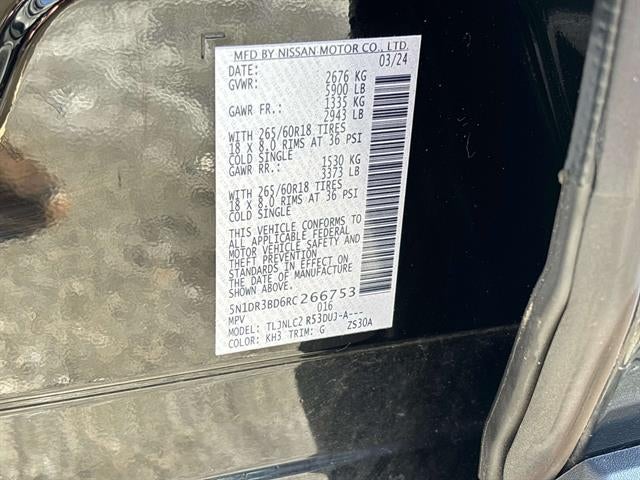 MFD BY NISSAN MOTOR CO., LTD.
DATE: 03/24
GVWR: 2676 KG
5900 LB
GAWR FR.: 1335 KG
2943 LB
WITH 265/60R18 TIRES
18 x 8.0 RIMS AT 36 PSI
COLD SINGLE
GAWR RR.: 1530 KG
3373 LB
WITH 265/60R18 TIRES
18 x 8.0 RIMS AT 36 PSI
COLD SINGLE
THIS VEHICLE CONFORMS TO
ALL APPLICABLE FEDERAL
MOTOR VEHICLE SAFETY AND
THEFT PREVENTION
STANDARDS IN EFFECT ON
THE DATE OF MANUFACTURE
SHOWN ABOVE.
5N1DR3BD6RC266753
MPV 016
TL3NLC2 R53DUJ-A---
COLOR: KH3 TRIM: G ZS30A